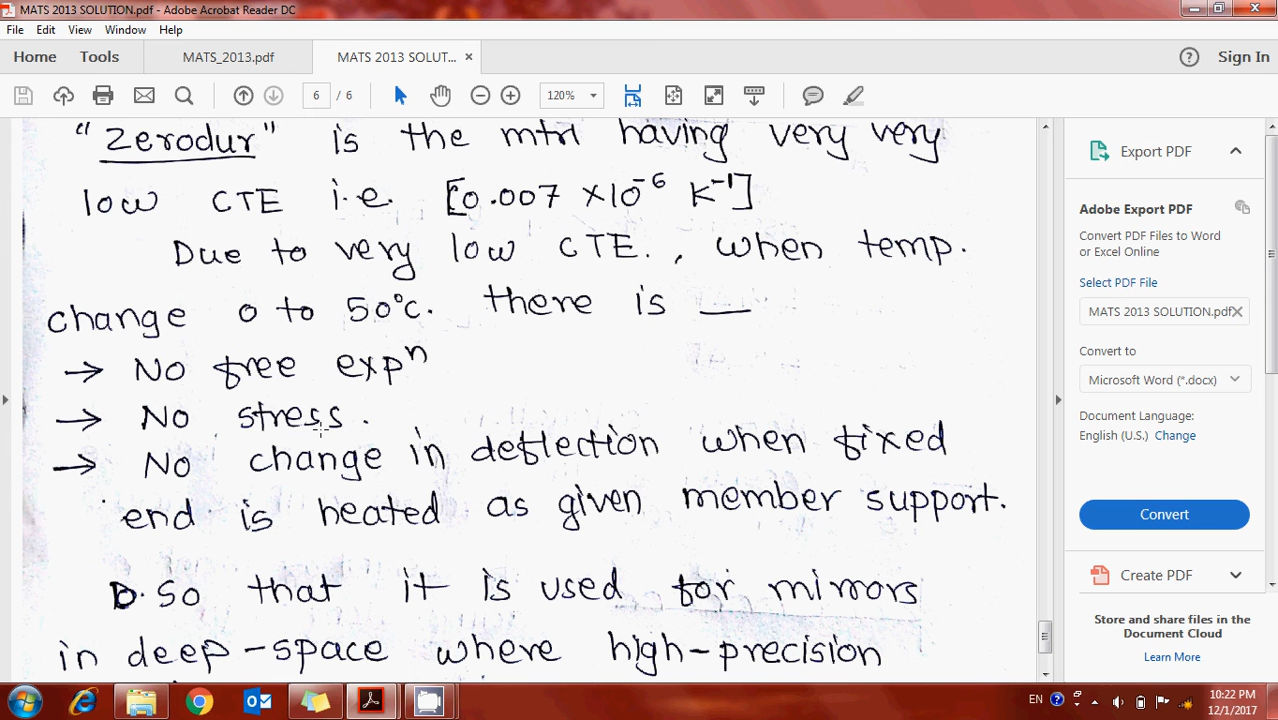 MATS 2013 SOLUTION.pdf - Adobe Acrobat Reader DC
File Edit View Window Help
Home Tools MATS_2013.pdf MATS 2013 SOLUT... × Sign In
6 / 6 120%
"Zerodur" is the mtrl having very very
low CTE i.e. [0.007 ×10⁻⁶ K⁻¹]
Due to very low CTE., when temp.
change 0 to 50°c. there is __
→ No free expⁿ
→ No stress.
→ No change in deflection when fixed
end is heated as given member support.
D. So that it is used for mirrors
in deep-space where high-precision
Export PDF
Adobe Export PDF
Convert PDF Files to Word
or Excel Online
Select PDF File
MATS 2013 SOLUTION.pdf ×
Convert to
Microsoft Word (*.docx)
Document Language:
English (U.S.) Change
Convert
Create PDF
Store and share files in the
Document Cloud
Learn More
EN 10:22 PM
12/1/2017